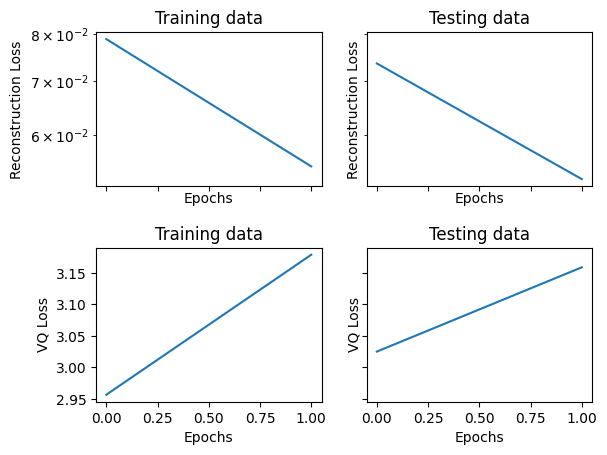 Training data
Testing data
8 × 10⁻²
7 × 10⁻²
6 × 10⁻²
Reconstruction Loss
Reconstruction Loss
Epochs
Epochs
Training data
Testing data
3.15
3.10
3.05
3.00
2.95
VQ Loss
VQ Loss
0.00 0.25 0.50 0.75 1.00
0.00 0.25 0.50 0.75 1.00
Epochs
Epochs